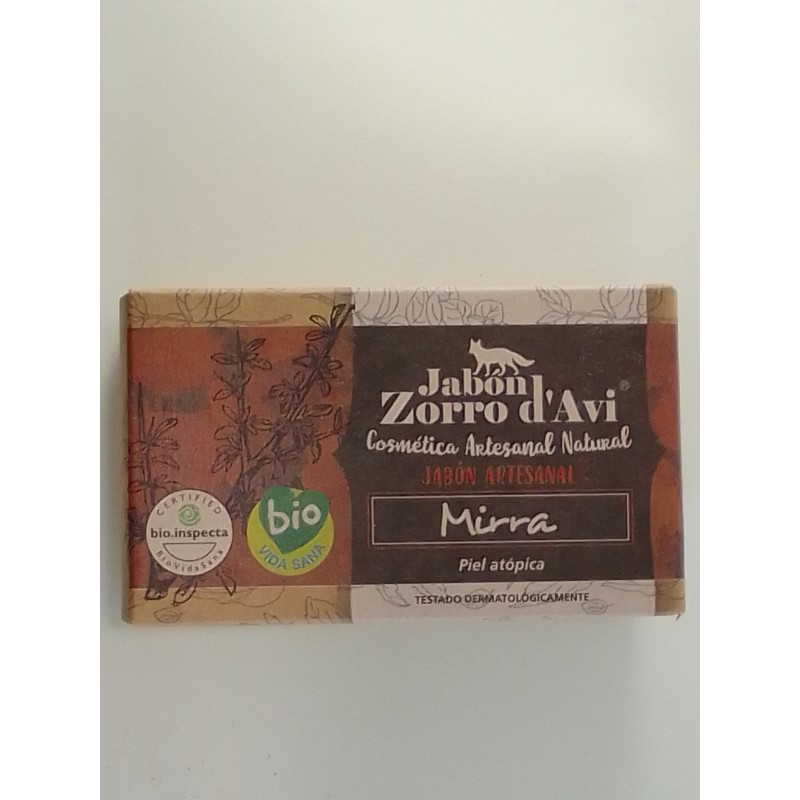 Jabón
Zorro d'Avi®
Cosmética Artesanal Natural
JABÓN ARTESANAL
Mirra
Piel atópica
TESTADO DERMATOLÓGICAMENTE
CERTIFIED
bio.inspecta
BioVidaSana
bio
VIDA SANA